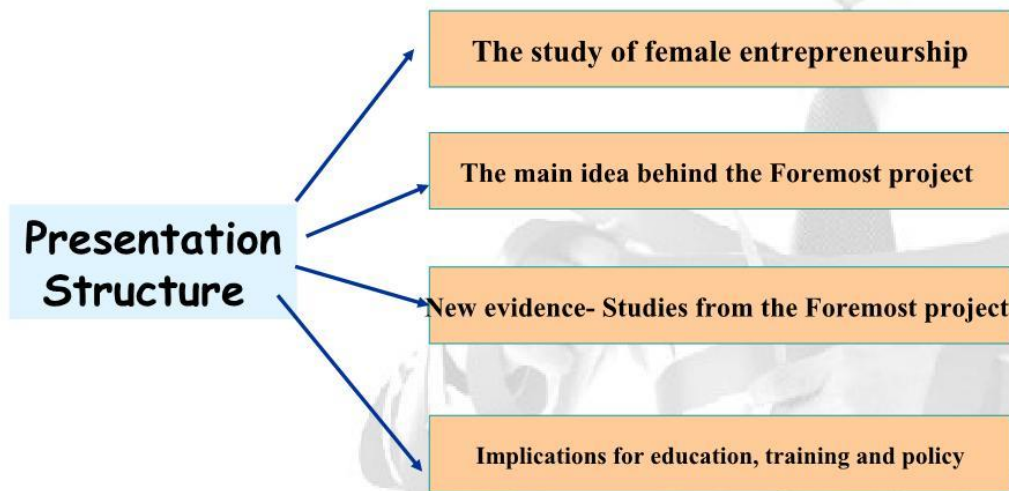 The study of female entrepreneurship
The main idea behind the Foremost project
Presentation
Structure
New evidence- Studies from the Foremost project
Implications for education, training and policy